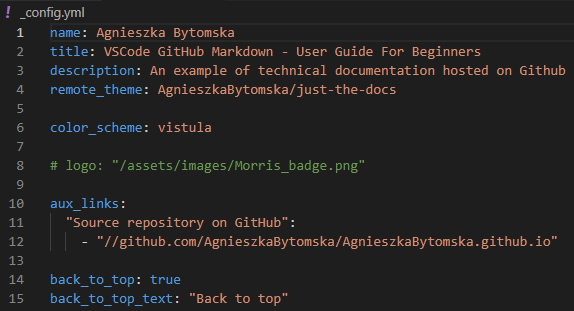 ! _config.yml
1 name: Agnieszka Bytomska
2 title: VSCode GitHub Markdown - User Guide For Beginners
3 description: An example of technical documentation hosted on Github
4 remote_theme: AgnieszkaBytomska/just-the-docs
5
6 color_scheme: vistula
7
8 # logo: "/assets/images/Morris_badge.png"
9
10 aux_links:
11   "Source repository on GitHub":
12     - "//github.com/AgnieszkaBytomska/AgnieszkaBytomska.github.io"
13
14 back_to_top: true
15 back_to_top_text: "Back to top"